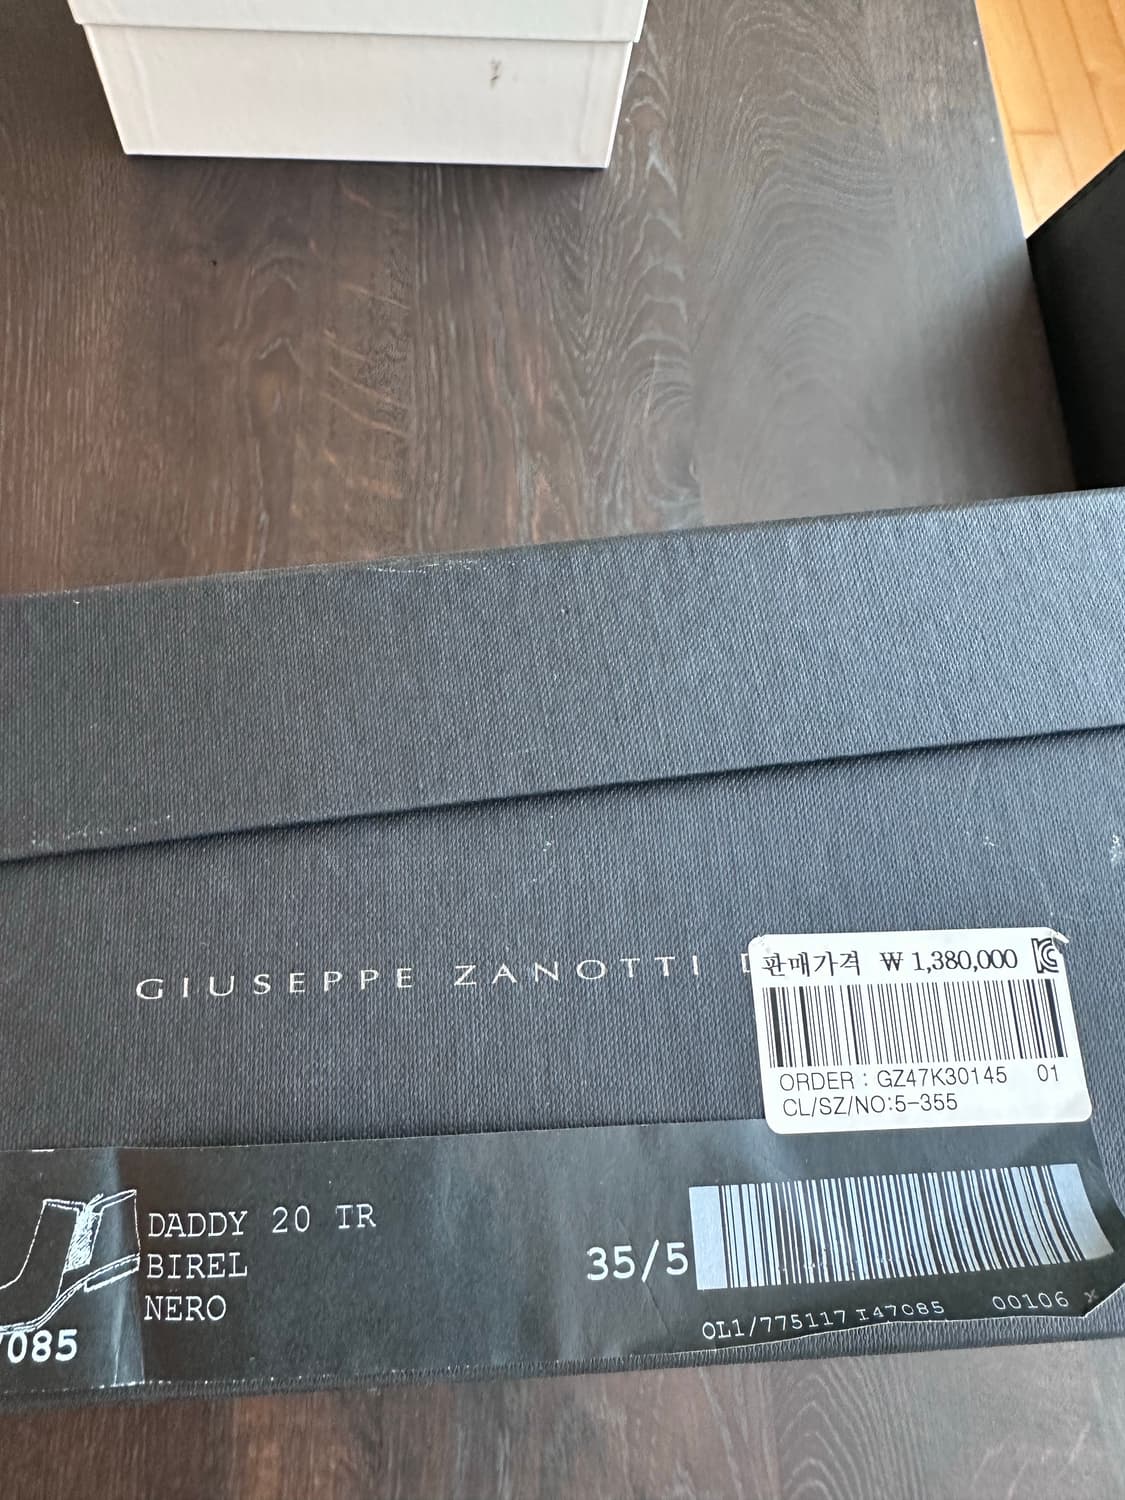 GIUSEPPE ZANOTTI
판매가격 ₩ 1,380,000
ORDER : GZ47K30145 01
CL/SZ/NO:5-355
DADDY 20 IR
BIREL
NERO
35/5
085
OL1/775117 I47085 00106 x